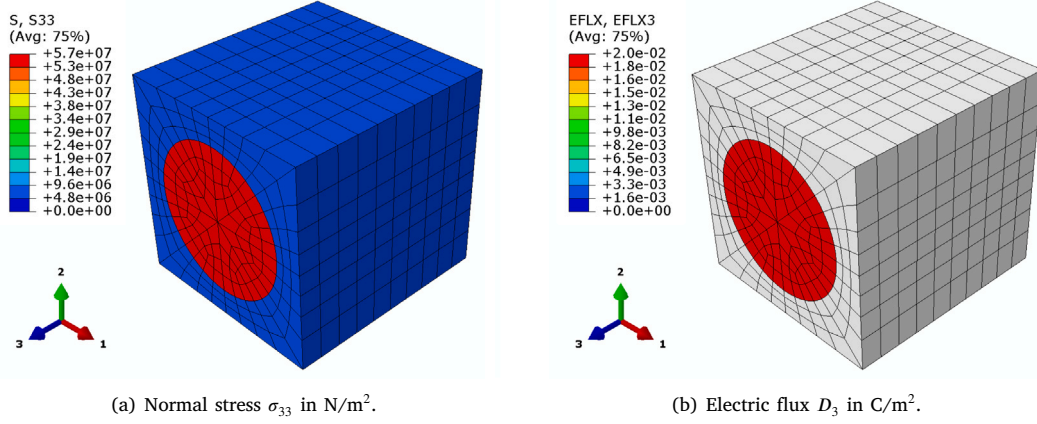 S, S33
(Avg: 75%)
+5.7e+07
+5.3e+07
+4.8e+07
+4.3e+07
+3.8e+07
+3.4e+07
+2.9e+07
+2.4e+07
+1.9e+07
+1.4e+07
+9.6e+06
+4.8e+06
+0.0e+00
2
3
1
(a) Normal stress σ33 in N/m².
EFLX, EFLX3
(Avg: 75%)
+2.0e-02
+1.8e-02
+1.6e-02
+1.5e-02
+1.3e-02
+1.1e-02
+9.8e-03
+8.2e-03
+6.5e-03
+4.9e-03
+3.3e-03
+1.6e-03
+0.0e+00
2
3
1
(b) Electric flux D3 in C/m².